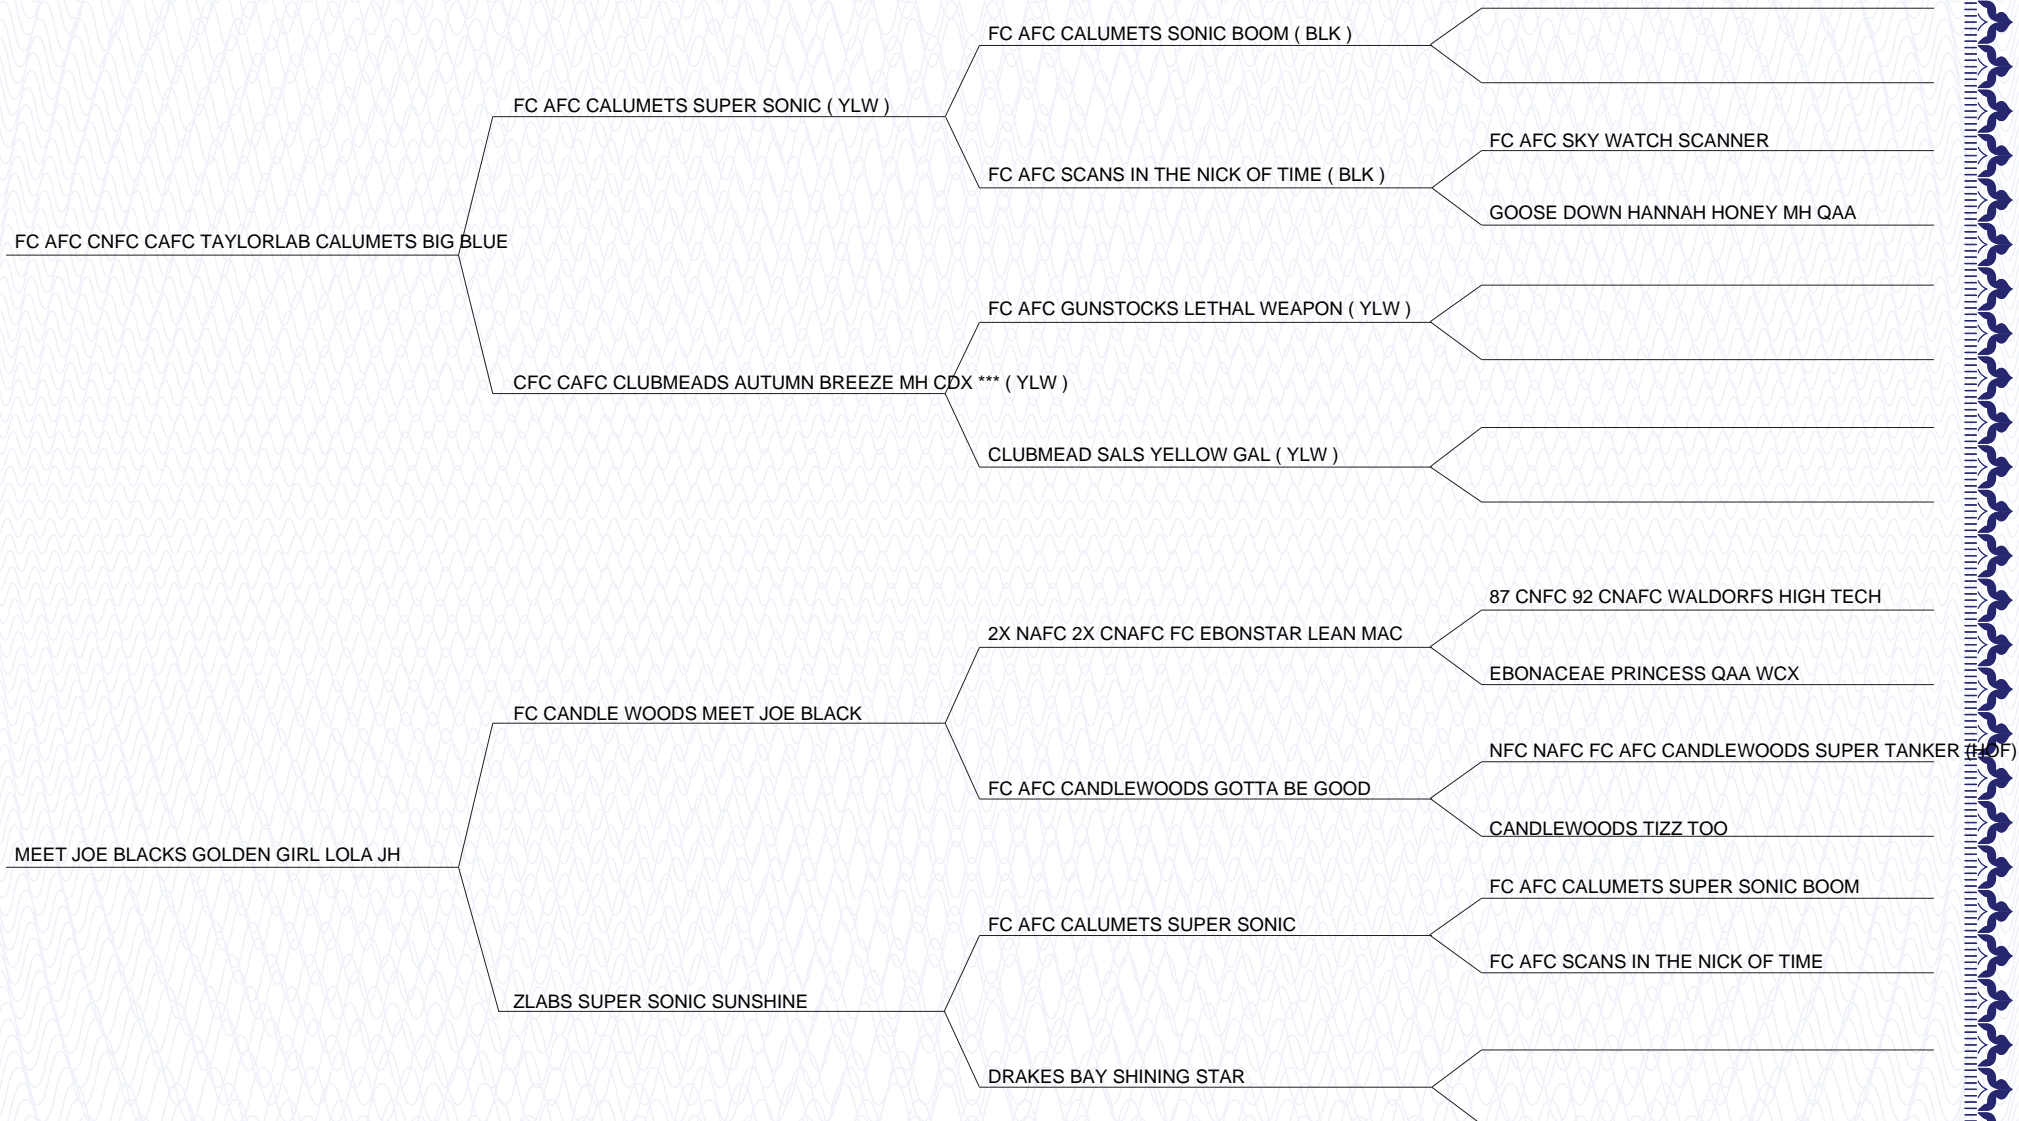 FC AFC CALUMETS SONIC BOOM ( BLK )
FC AFC CALUMETS SUPER SONIC ( YLW )
FC AFC SKY WATCH SCANNER
FC AFC SCANS IN THE NICK OF TIME ( BLK )
GOOSE DOWN HANNAH HONEY MH QAA
FC AFC CNFC CAFC TAYLORLAB CALUMETS BIG BLUE
FC AFC GUNSTOCKS LETHAL WEAPON ( YLW )
CFC CAFC CLUBMEADS AUTUMN BREEZE MH CDX *** ( YLW )
CLUBMEAD SALS YELLOW GAL ( YLW )
87 CNFC 92 CNAFC WALDORFS HIGH TECH
2X NAFC 2X CNAFC FC EBONSTAR LEAN MAC
EBONACEAE PRINCESS QAA WCX
FC CANDLE WOODS MEET JOE BLACK
NFC NAFC FC AFC CANDLEWOODS SUPER TANKER (HOF)
FC AFC CANDLEWOODS GOTTA BE GOOD
CANDLEWOODS TIZZ TOO
MEET JOE BLACKS GOLDEN GIRL LOLA JH
FC AFC CALUMETS SUPER SONIC BOOM
FC AFC CALUMETS SUPER SONIC
FC AFC SCANS IN THE NICK OF TIME
ZLABS SUPER SONIC SUNSHINE
DRAKES BAY SHINING STAR